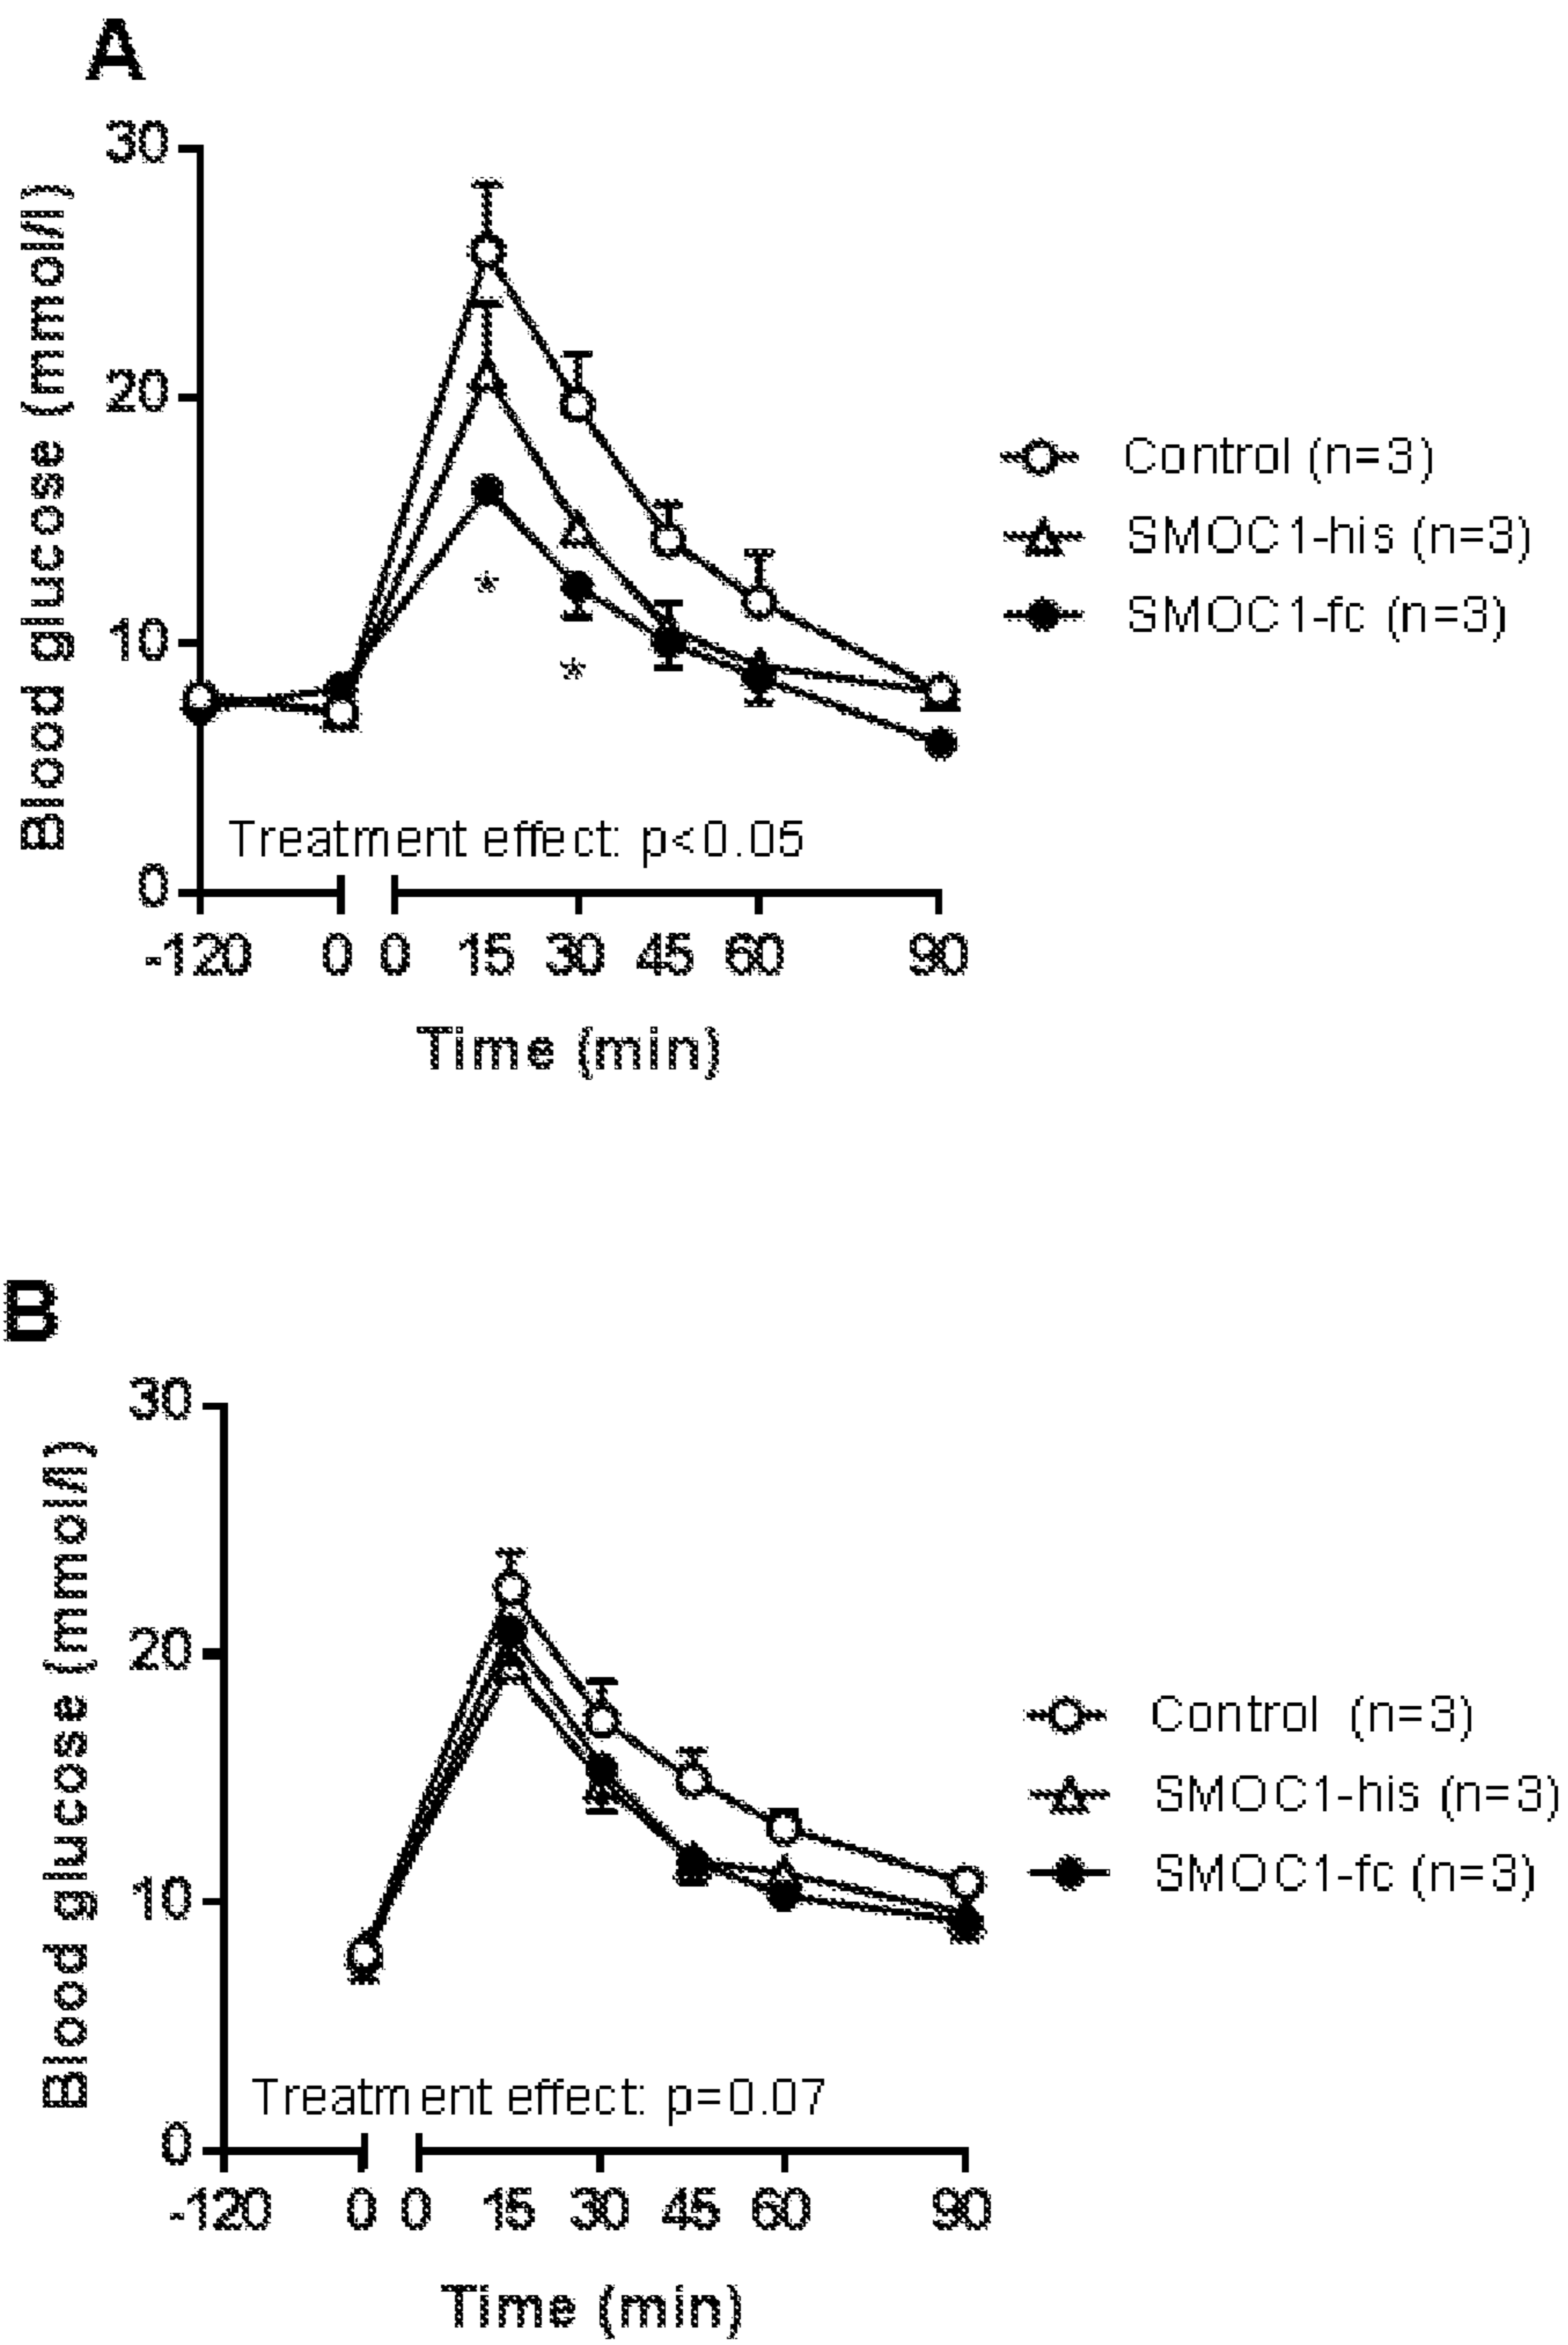 A
Blood glucose (mmol/l)
30
20
10
0
*
*
Control (n=3)
SMOC1-his (n=3)
SMOC1-fc (n=3)
Treatment effect: p<0.05
-120 0 0 15 30 45 60 90
Time (min)
B
Blood glucose (mmol/l)
30
20
10
0
Control (n=3)
SMOC1-his (n=3)
SMOC1-fc (n=3)
Treatment effect: p=0.07
-120 0 0 15 30 45 60 90
Time (min)